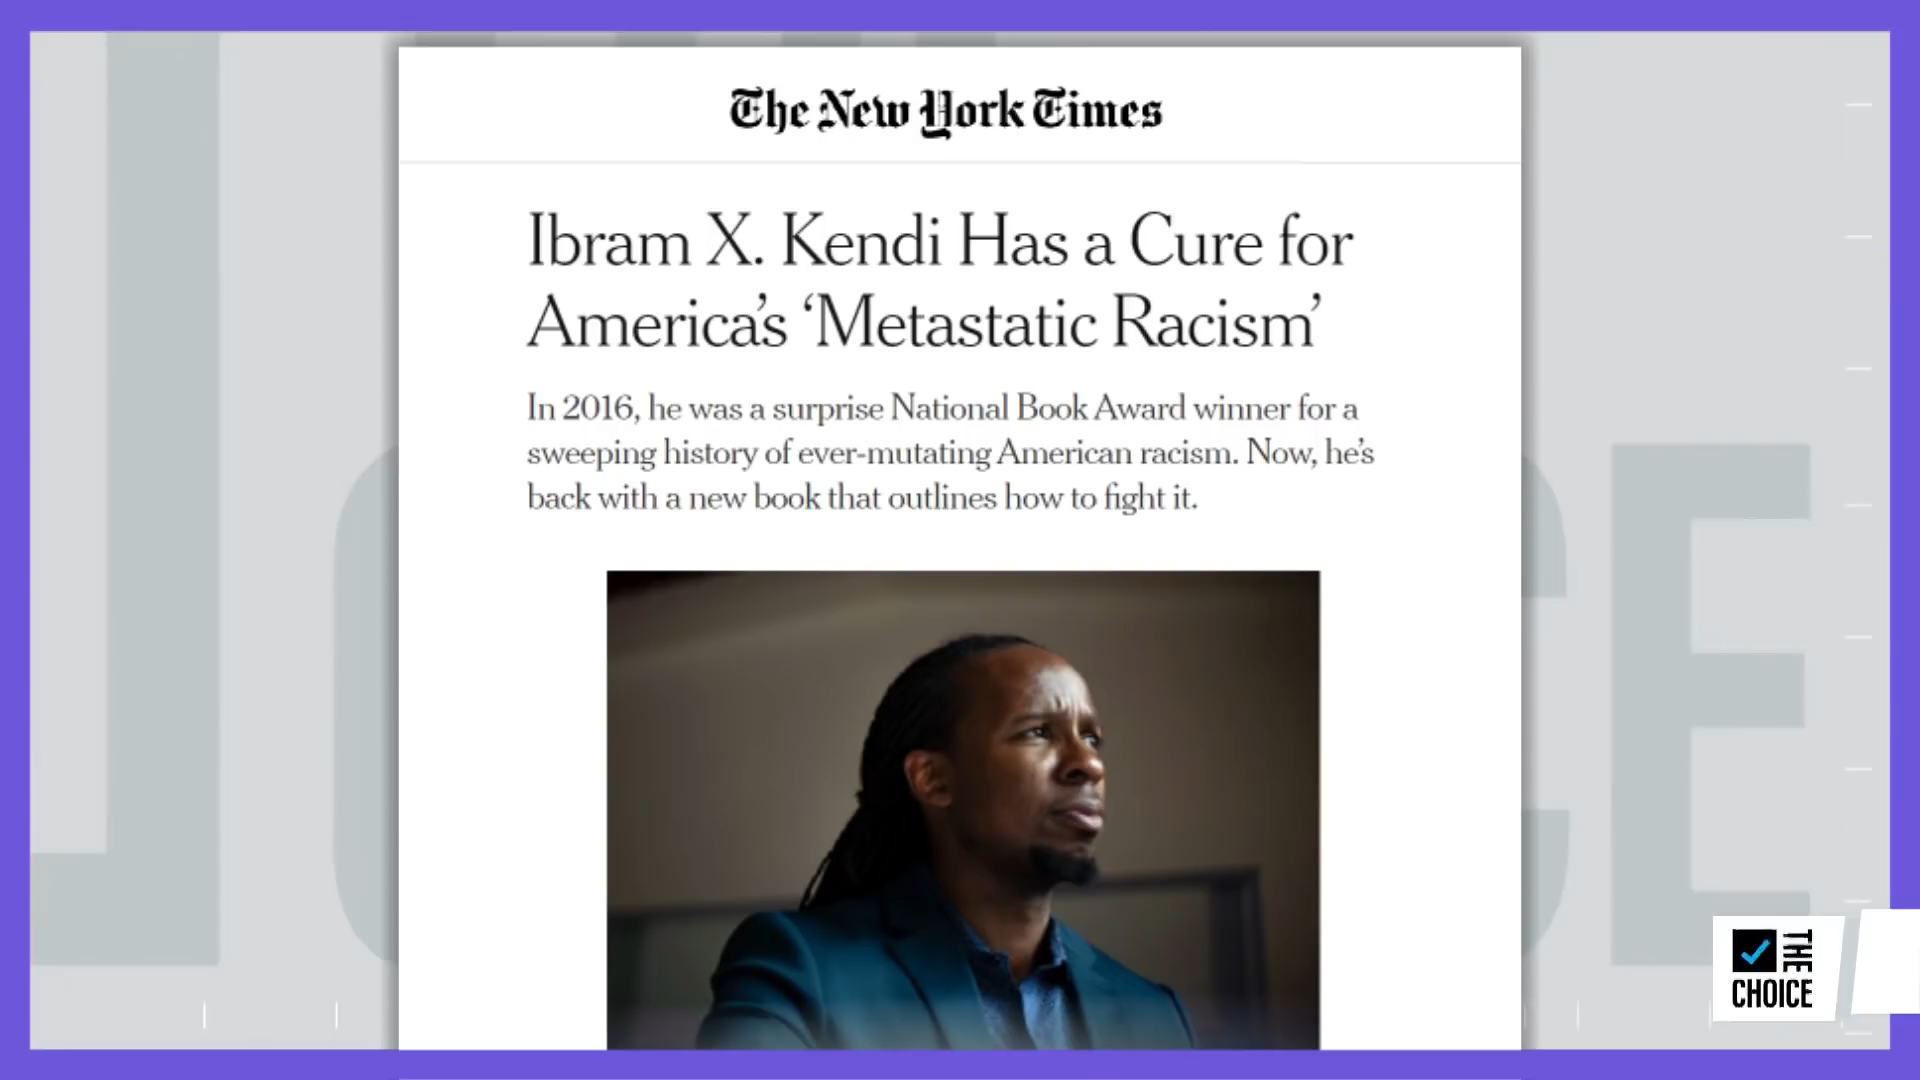 The New York Times
Ibram X. Kendi Has a Cure for
America's ‘Metastatic Racism’
In 2016, he was a surprise National Book Award winner for a
sweeping history of ever-mutating American racism. Now, he's
back with a new book that outlines how to fight it.
THE
CHOICE